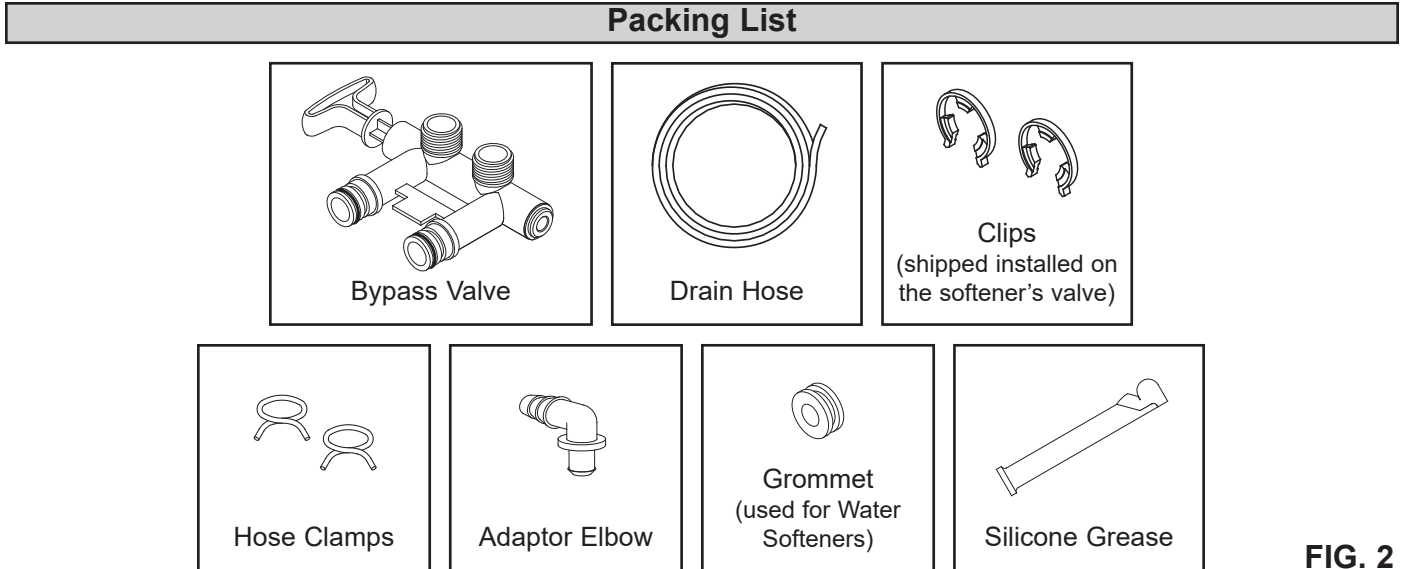 Packing List
Bypass Valve
Drain Hose
Clips
(shipped installed on
the softener’s valve)
Hose Clamps
Adaptor Elbow
Grommet
(used for Water
Softeners)
Silicone Grease
FIG. 2